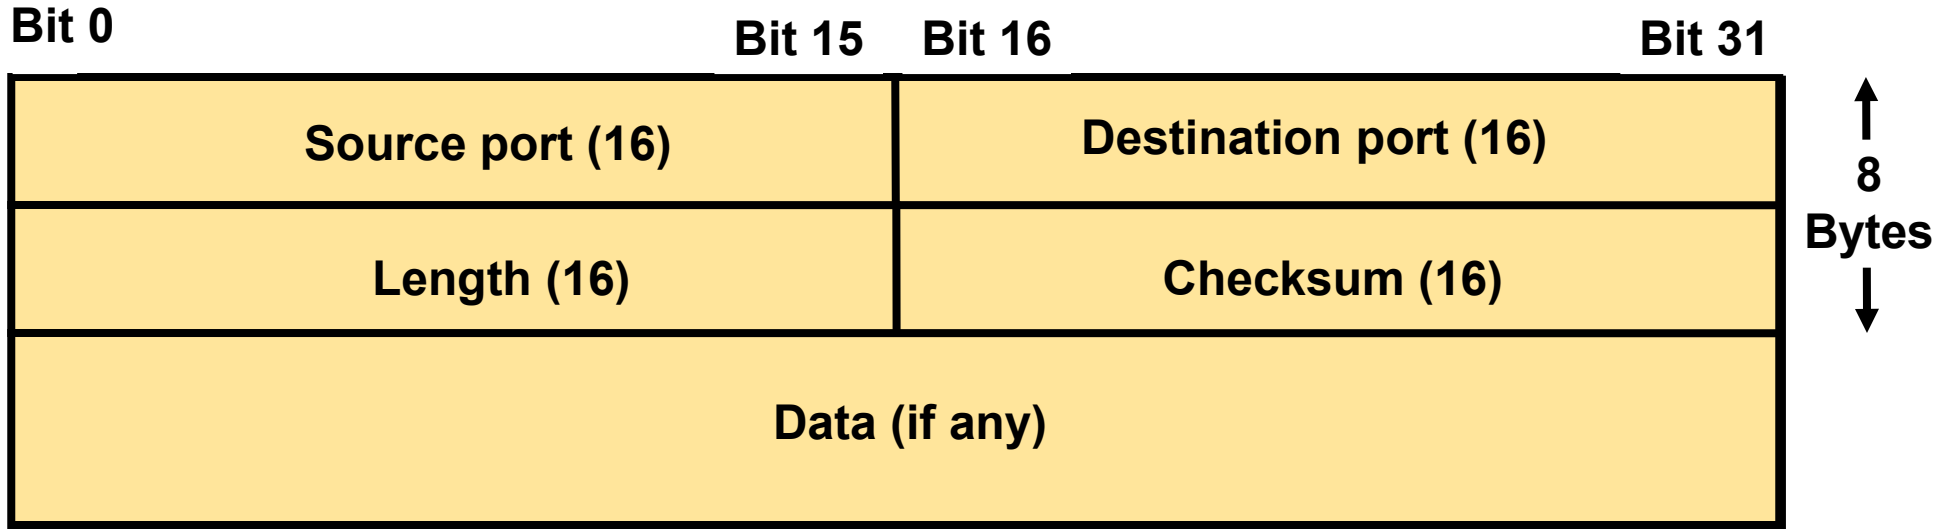 Bit 0
Bit 15
Bit 16
Bit 31
Source port (16)
Destination port (16)
8
Bytes
Length (16)
Checksum (16)
Data (if any)